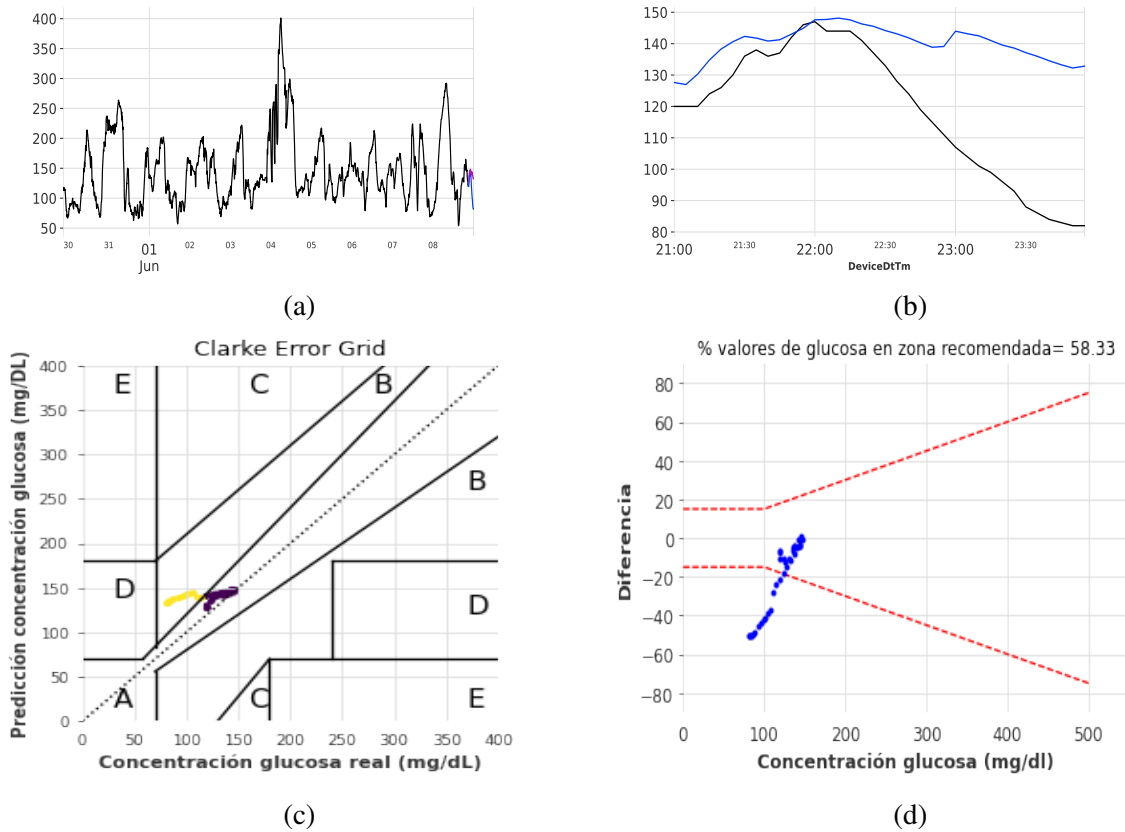 400
350
300
250
200
150
100
50
30 31 01 02 03 04 05 06 07 08
Jun
(a)
150
140
130
120
110
100
90
80
21:00 21:30 22:00 22:30 23:00 23:30
DeviceDtTm
(b)
Clarke Error Grid
Predicción concentración glucosa (mg/DL)
400
350
300
250
200
150
100
50
0
E C B
B
D
D
A C E
0 50 100 150 200 250 300 350 400
Concentración glucosa real (mg/dL)
(c)
% valores de glucosa en zona recomendada= 58.33
Diferencia
80
60
40
20
0
−20
−40
−60
−80
0 100 200 300 400 500
Concentración glucosa (mg/dl)
(d)